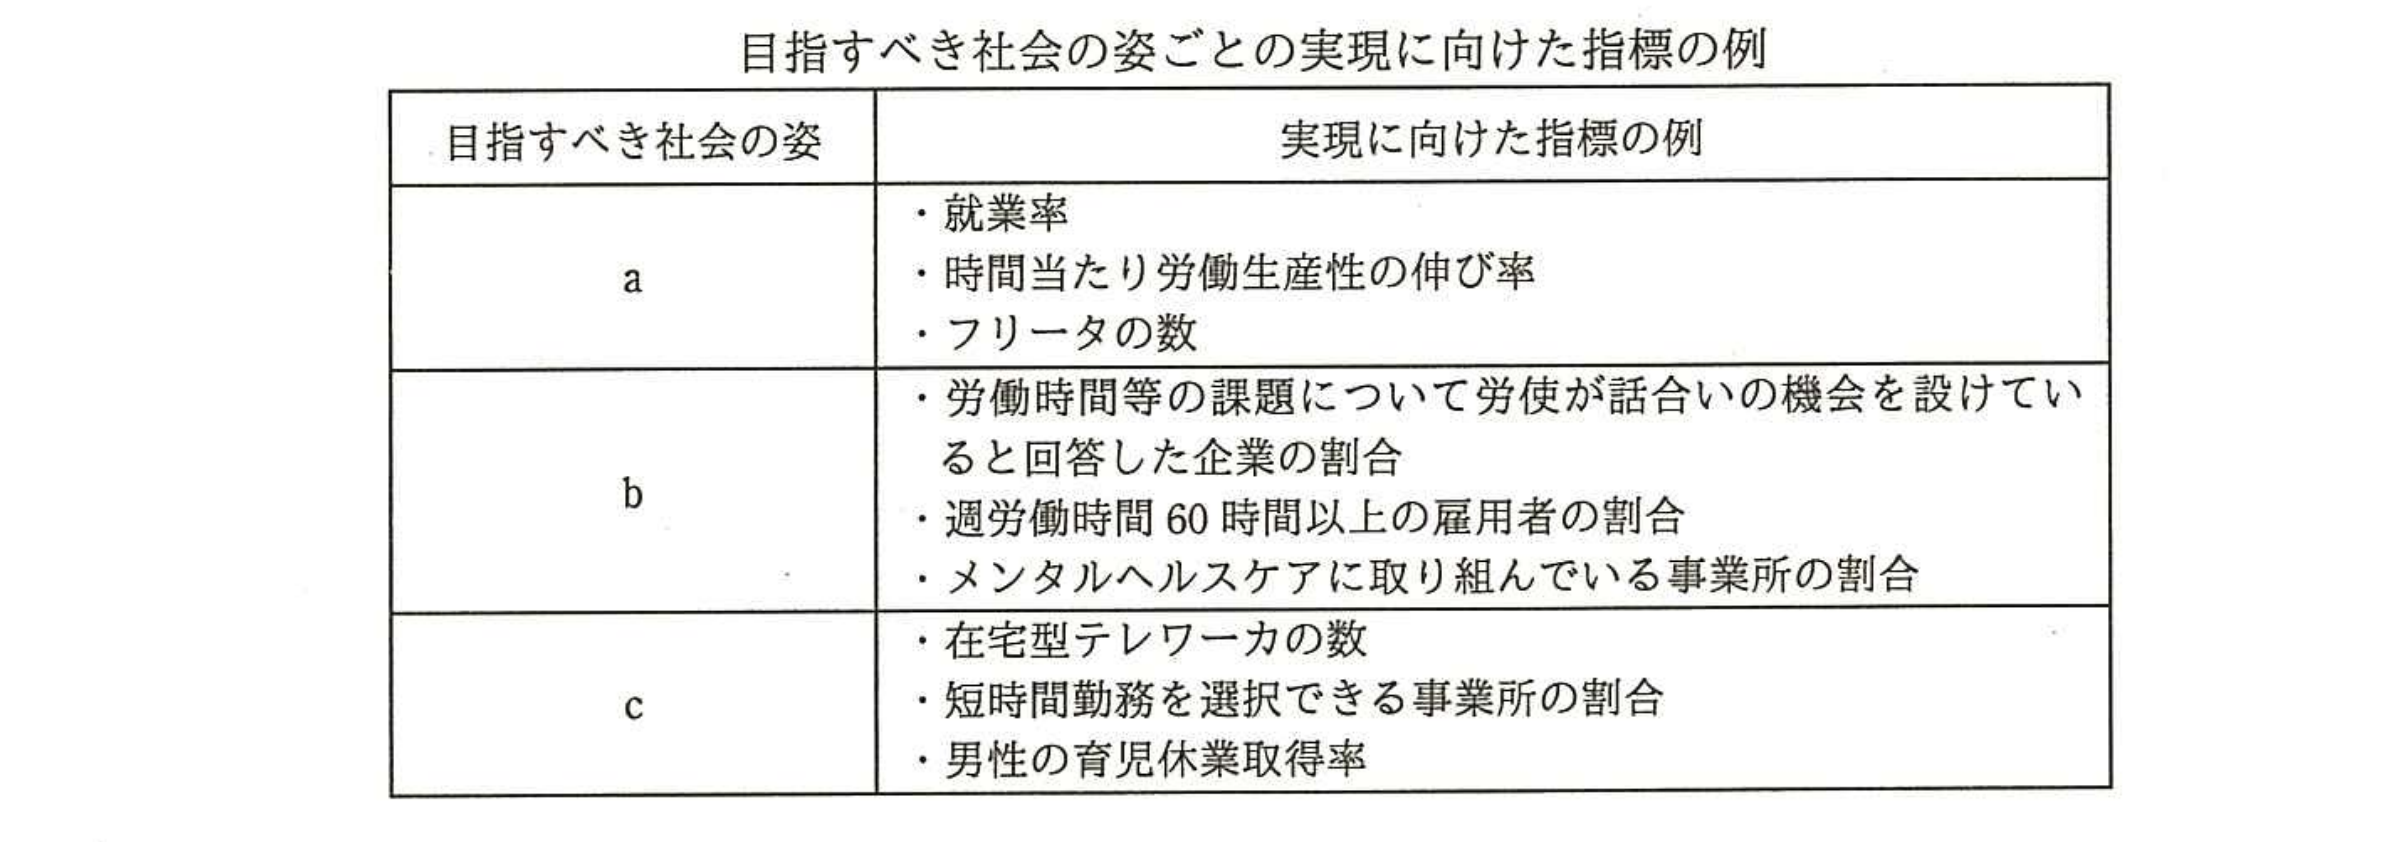 目指すべき社会の姿ごとの実現に向けた指標の例
目指すべき社会の姿
実現に向けた指標の例
a
・就業率
・時間当たり労働生産性の伸び率
・フリータの数
b
・労働時間等の課題について労使が話合いの機会を設けてい
ると回答した企業の割合
・週労働時間 60 時間以上の雇用者の割合
・メンタルヘルスケアに取り組んでいる事業所の割合
c
・在宅型テレワーカの数
・短時間勤務を選択できる事業所の割合
・男性の育児休業取得率